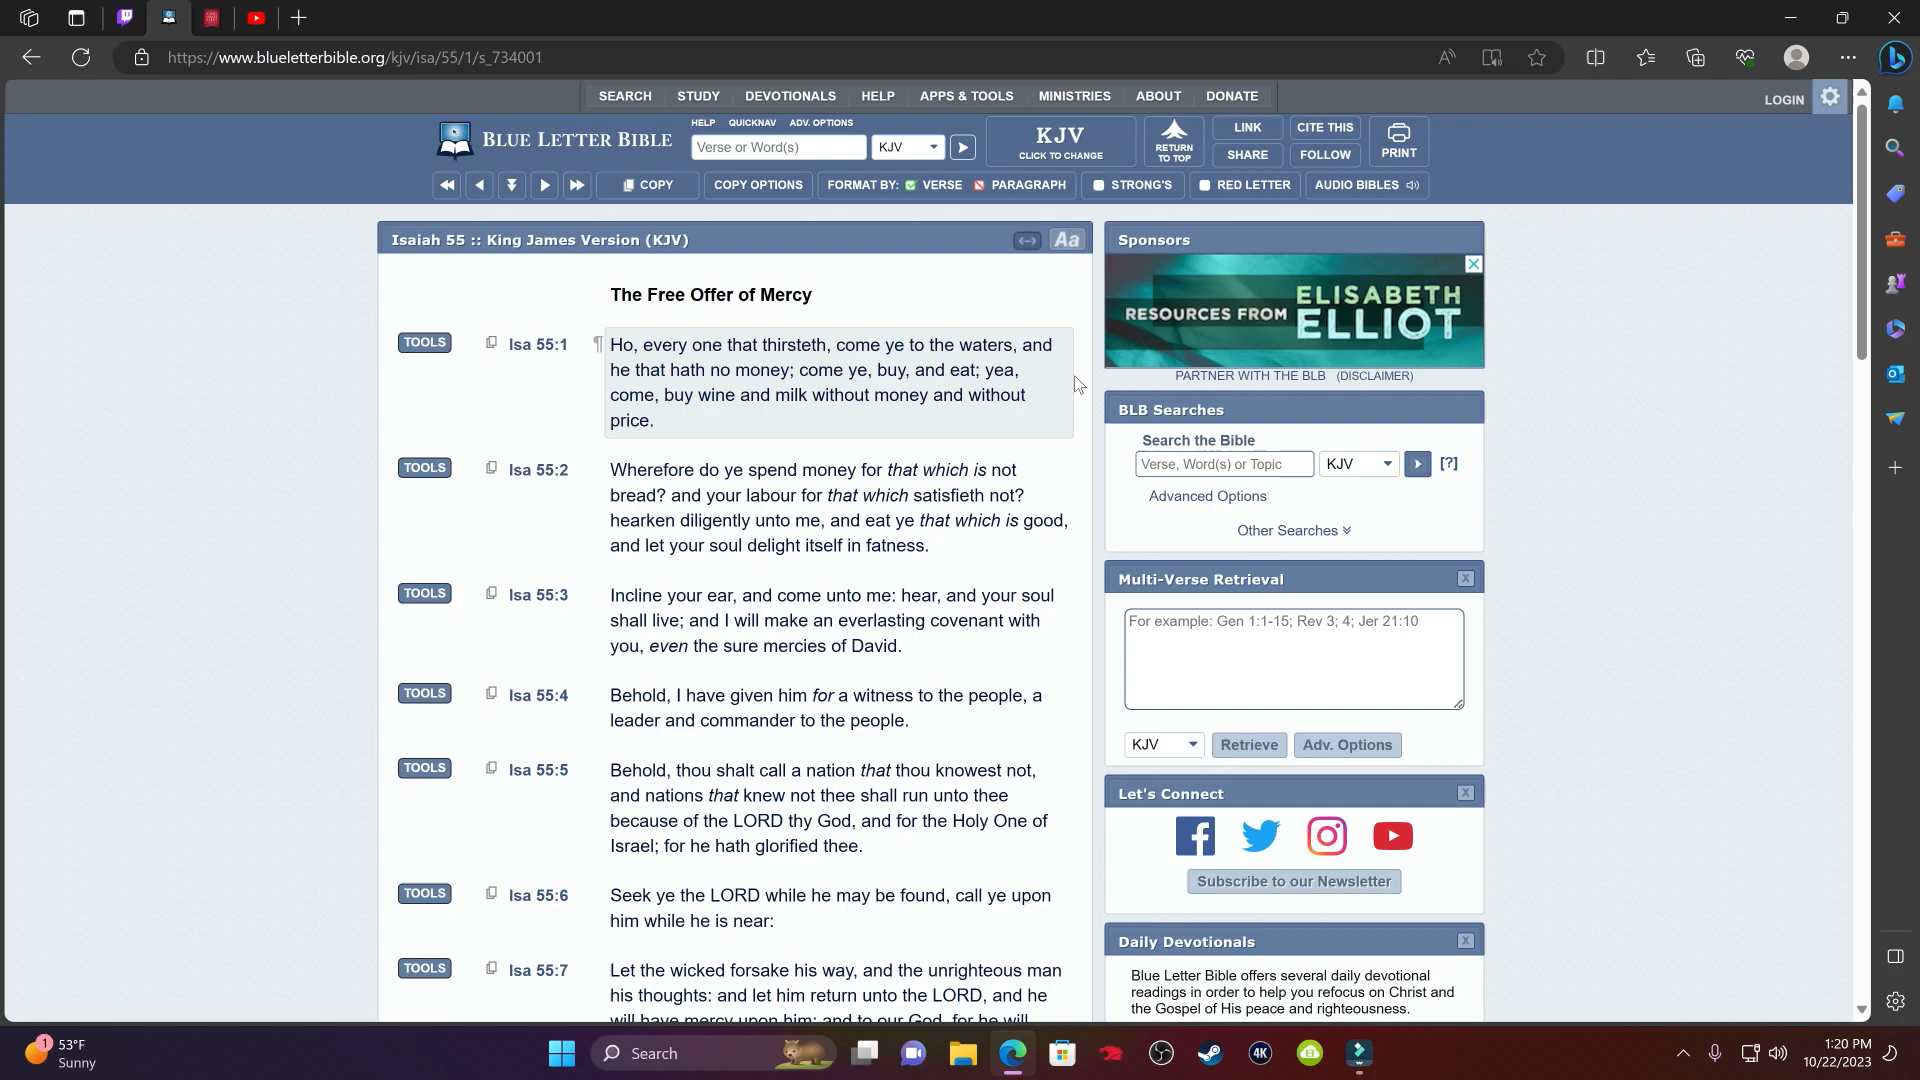 https://www.blueletterbible.org/kjv/isa/55/1/s_734001
SEARCH STUDY DEVOTIONALS HELP APPS & TOOLS MINISTRIES ABOUT DONATE
LOGIN
BLUE LETTER BIBLE
HELP QUICKNAV ADV. OPTIONS
Verse or Word(s) KJV
KJV
CLICK TO CHANGE
RETURN
TO TOP
LINK CITE THIS
SHARE FOLLOW
PRINT
COPY COPY OPTIONS FORMAT BY: VERSE PARAGRAPH STRONG'S RED LETTER AUDIO BIBLES
Isaiah 55 :: King James Version (KJV) Aa
The Free Offer of Mercy
TOOLS Isa 55:1 ¶ Ho, every one that thirsteth, come ye to the waters, and
he that hath no money; come ye, buy, and eat; yea,
come, buy wine and milk without money and without
price.
TOOLS Isa 55:2 Wherefore do ye spend money for that which is not
bread? and your labour for that which satisfieth not?
hearken diligently unto me, and eat ye that which is good,
and let your soul delight itself in fatness.
TOOLS Isa 55:3 Incline your ear, and come unto me: hear, and your soul
shall live; and I will make an everlasting covenant with
you, even the sure mercies of David.
TOOLS Isa 55:4 Behold, I have given him for a witness to the people, a
leader and commander to the people.
TOOLS Isa 55:5 Behold, thou shalt call a nation that thou knowest not,
and nations that knew not thee shall run unto thee
because of the LORD thy God, and for the Holy One of
Israel; for he hath glorified thee.
TOOLS Isa 55:6 Seek ye the LORD while he may be found, call ye upon
him while he is near:
TOOLS Isa 55:7 Let the wicked forsake his way, and the unrighteous man
his thoughts: and let him return unto the LORD, and he
will have mercy upon him; and to our God, for he will
Sponsors
RESOURCES FROM ELISABETH
ELLIOT
PARTNER WITH THE BLB (DISCLAIMER)
BLB Searches
Search the Bible
Verse, Word(s) or Topic KJV [?]
Advanced Options
Other Searches
Multi-Verse Retrieval X
For example: Gen 1:1-15; Rev 3; 4; Jer 21:10
KJV Retrieve Adv. Options
Let's Connect X
Subscribe to our Newsletter
Daily Devotionals X
Blue Letter Bible offers several daily devotional
readings in order to help you refocus on Christ and
the Gospel of His peace and righteousness.
1 53°F
Sunny
Search
4K
1:20 PM
10/22/2023